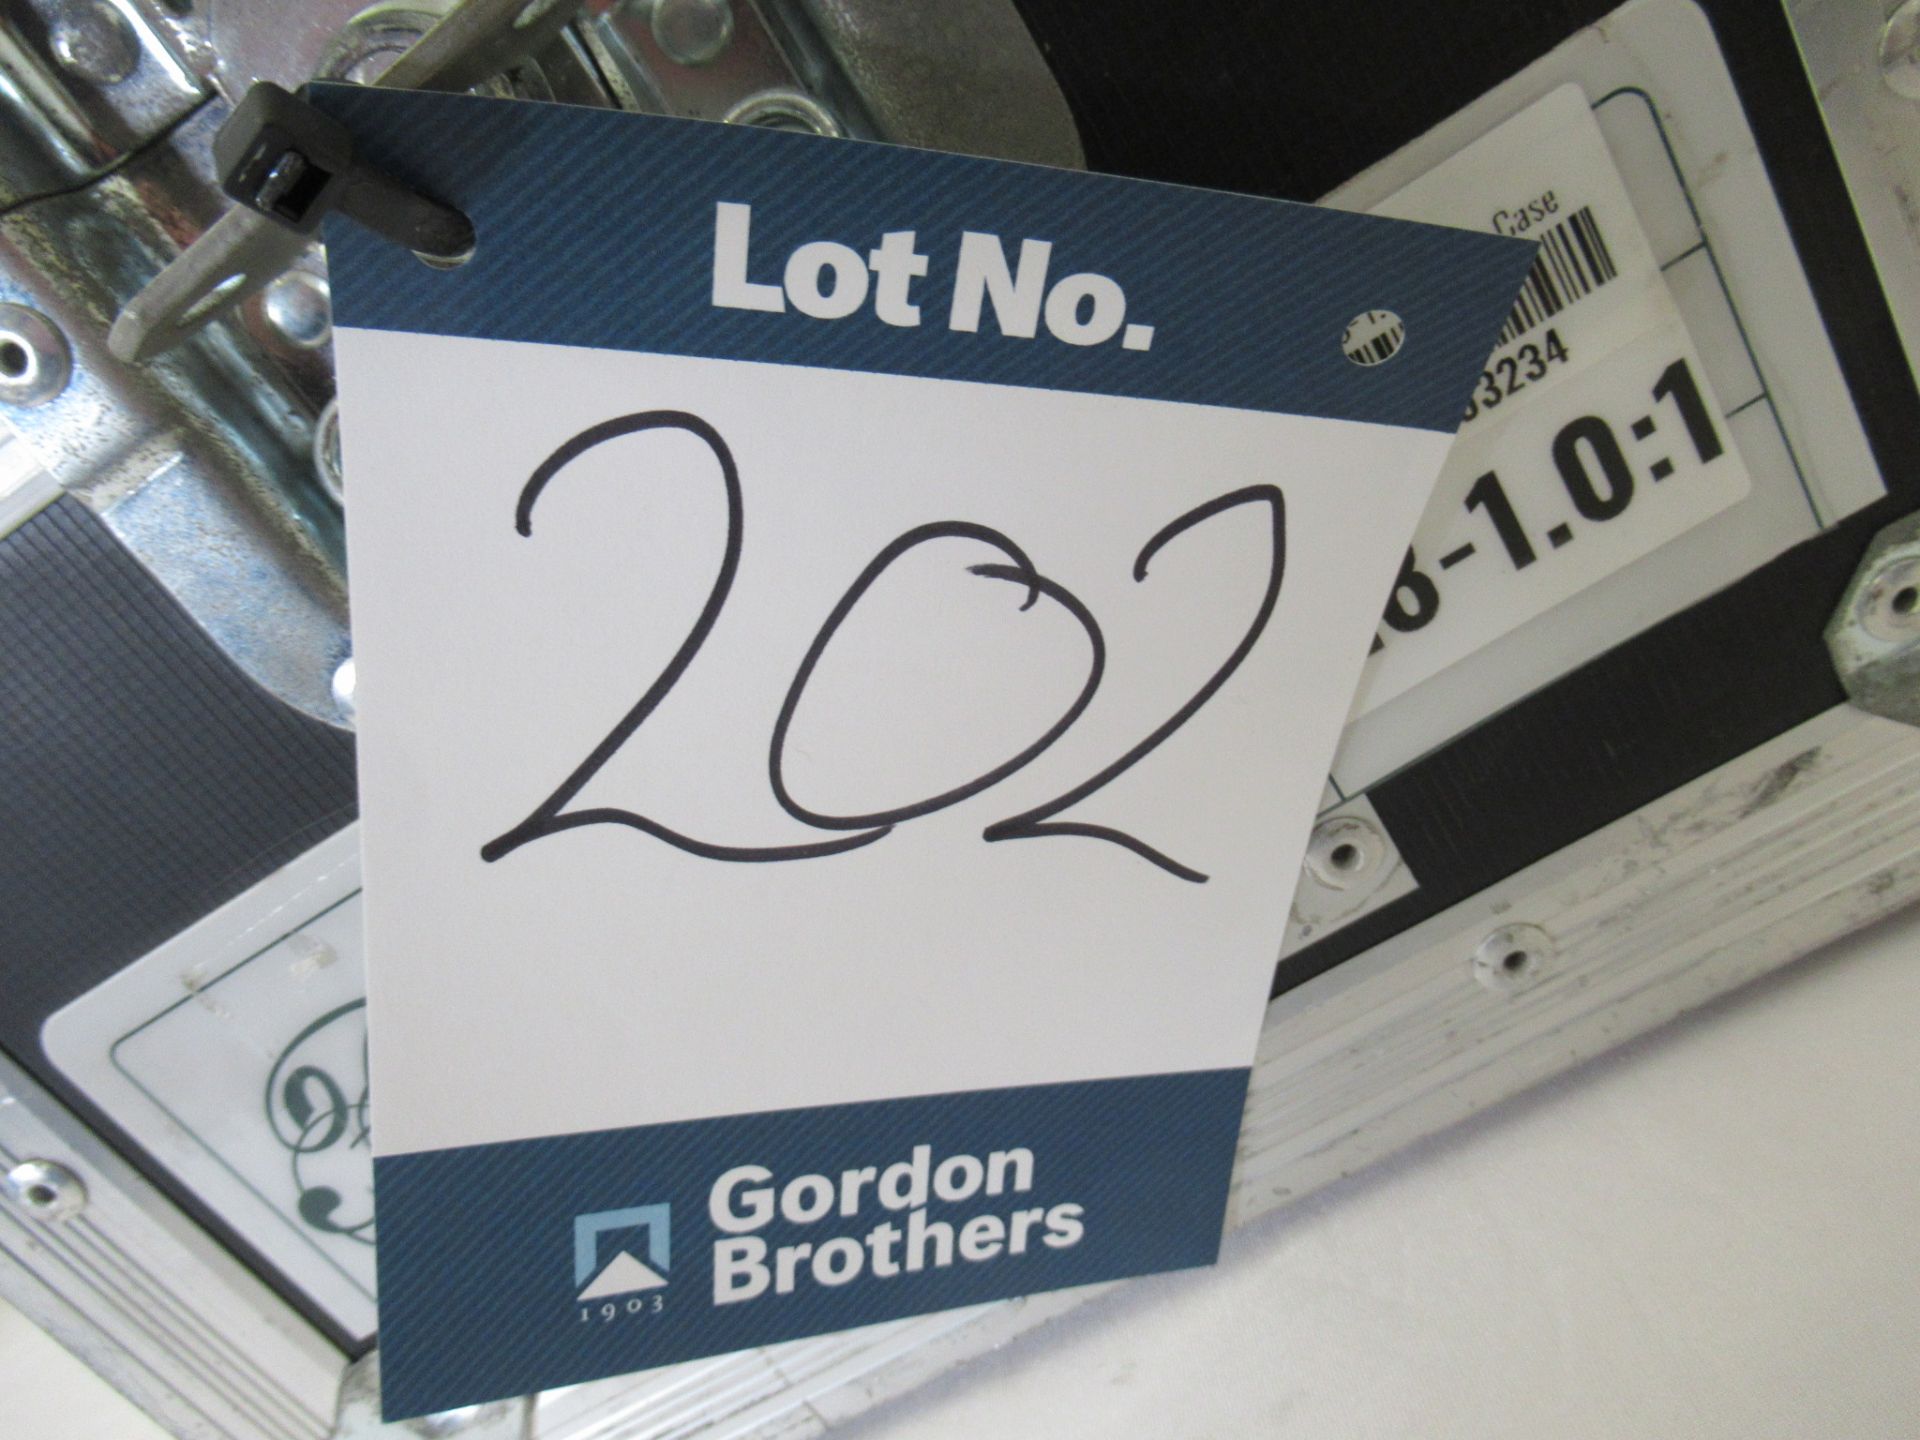 Lot No.
202
Gordon
Brothers
1903
Case
3234
-1.0:1